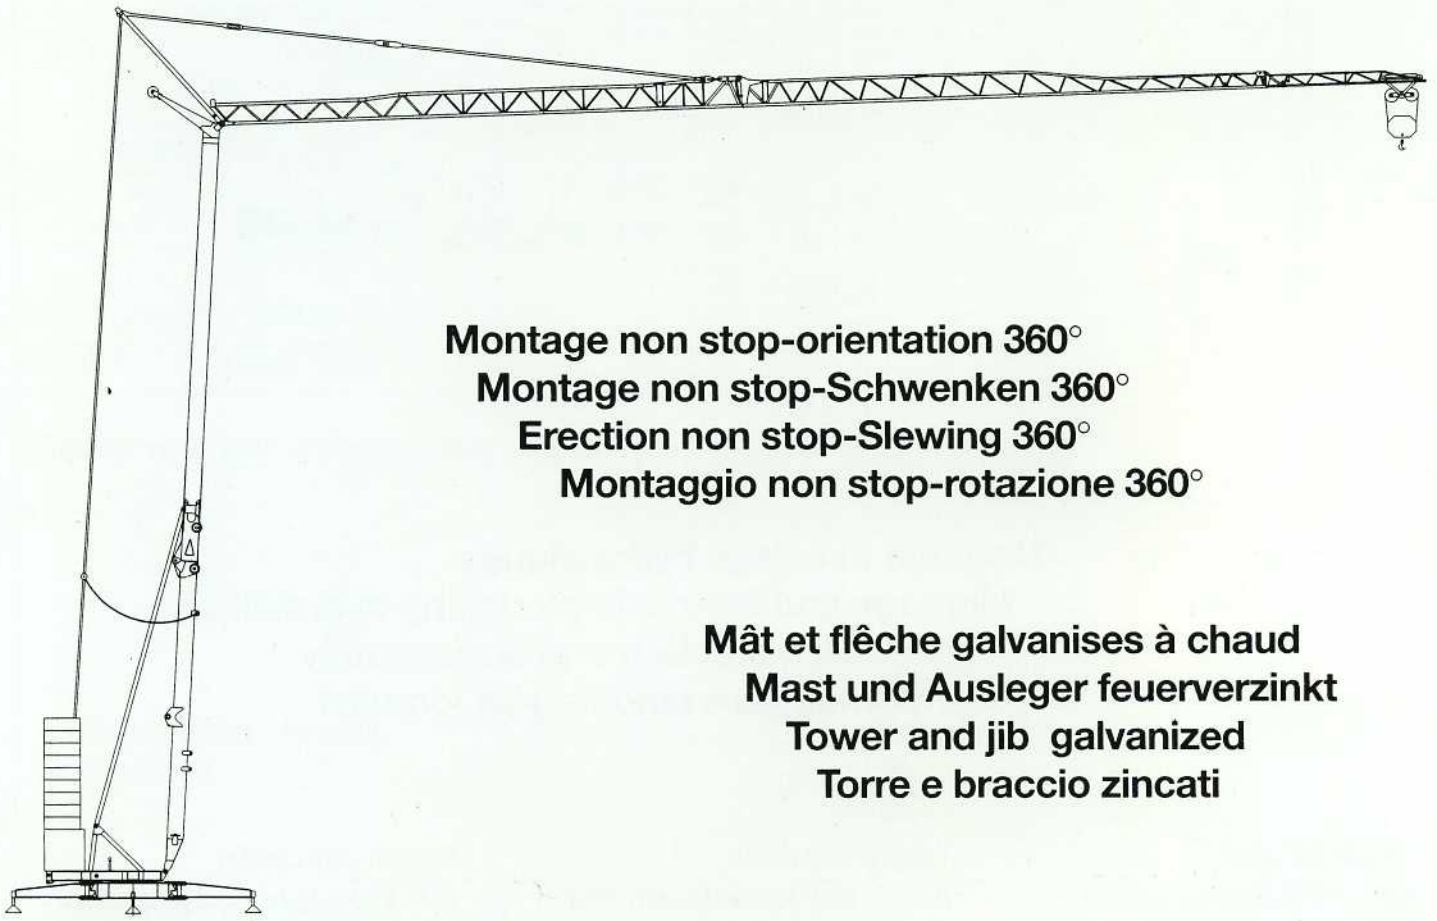 Montage non stop-orientation 360°
Montage non stop-Schwenken 360°
Erection non stop-Slewing 360°
Montaggio non stop-rotazione 360°
Mât et flêche galvanises à chaud
Mast und Ausleger feuerverzinkt
Tower and jib galvanized
Torre e braccio zincati